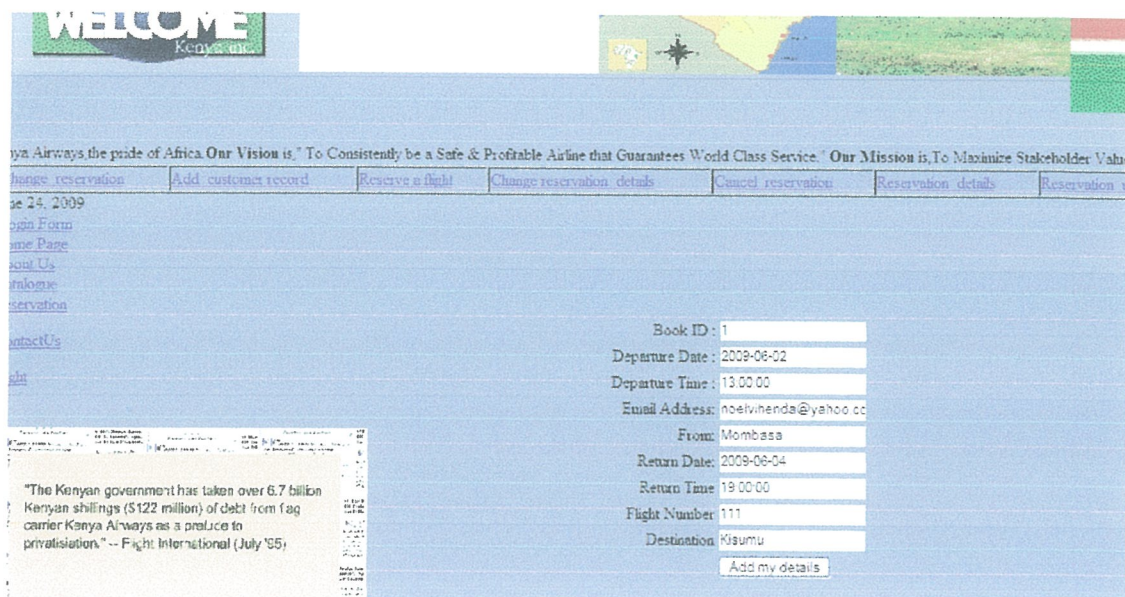 WELCOME
Kenya inc.
nya Airways,the pride of Africa.Our Vision is," To Consistently be a Safe & Profitable Airline that Guarantees World Class Service." Our Mission is,To Maximize Stakeholder Valu
hange reservation Add customer record Reserve a flight Change reservation details Cancel reservation Reservation details Reservation
ne 24, 2009
ogin Form
ome Page
bout Us
atalogue
eservation
ontactUs
ght
Book ID : 1
Departure Date : 2009-06-02
Departure Time : 13:00:00
Email Address: noelvihenda@yahoo.cc
From: Mombasa
Return Date: 2009-06-04
Return Time 19:00:00
Flight Number 111
Destination Kisumu
Add my details
"The Kenyan government has taken over 6.7 billion
Kenyan shillings ($122 million) of debt from flag
carrier Kenya Airways as a prelude to
privatisiation." -- Flight International (July '95)